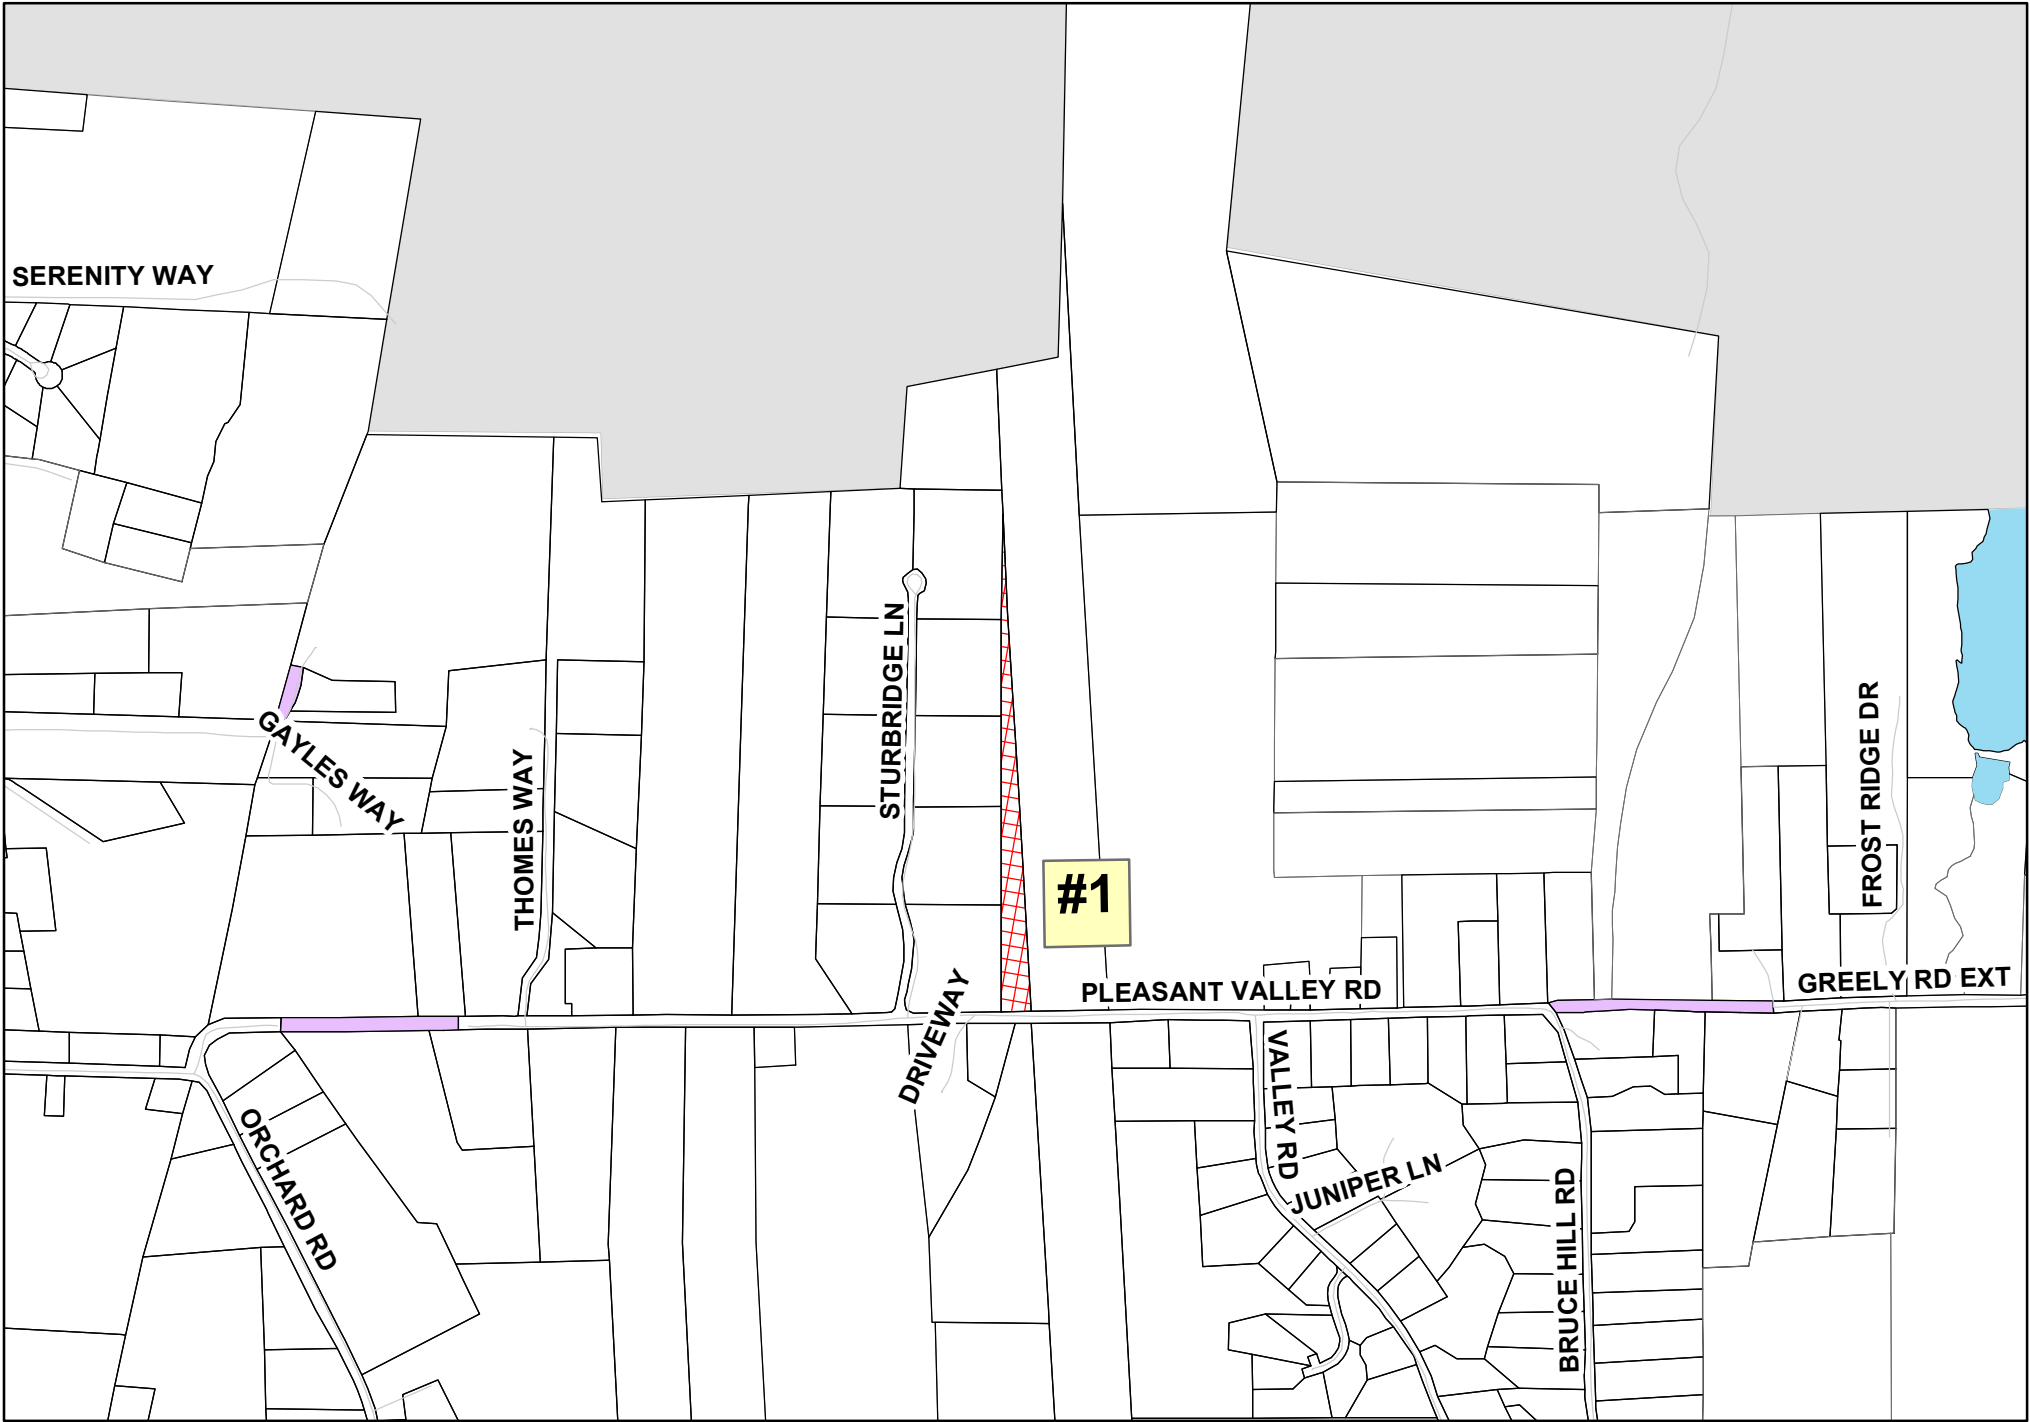 SERENITY WAY
GAYLES WAY
THOMES WAY
STURBRIDGE LN
#1
FROST RIDGE DR
DRIVEWAY
PLEASANT VALLEY RD
GREELY RD EXT
VALLEY RD
ORCHARD RD
JUNIPER LN
BRUCE HILL RD